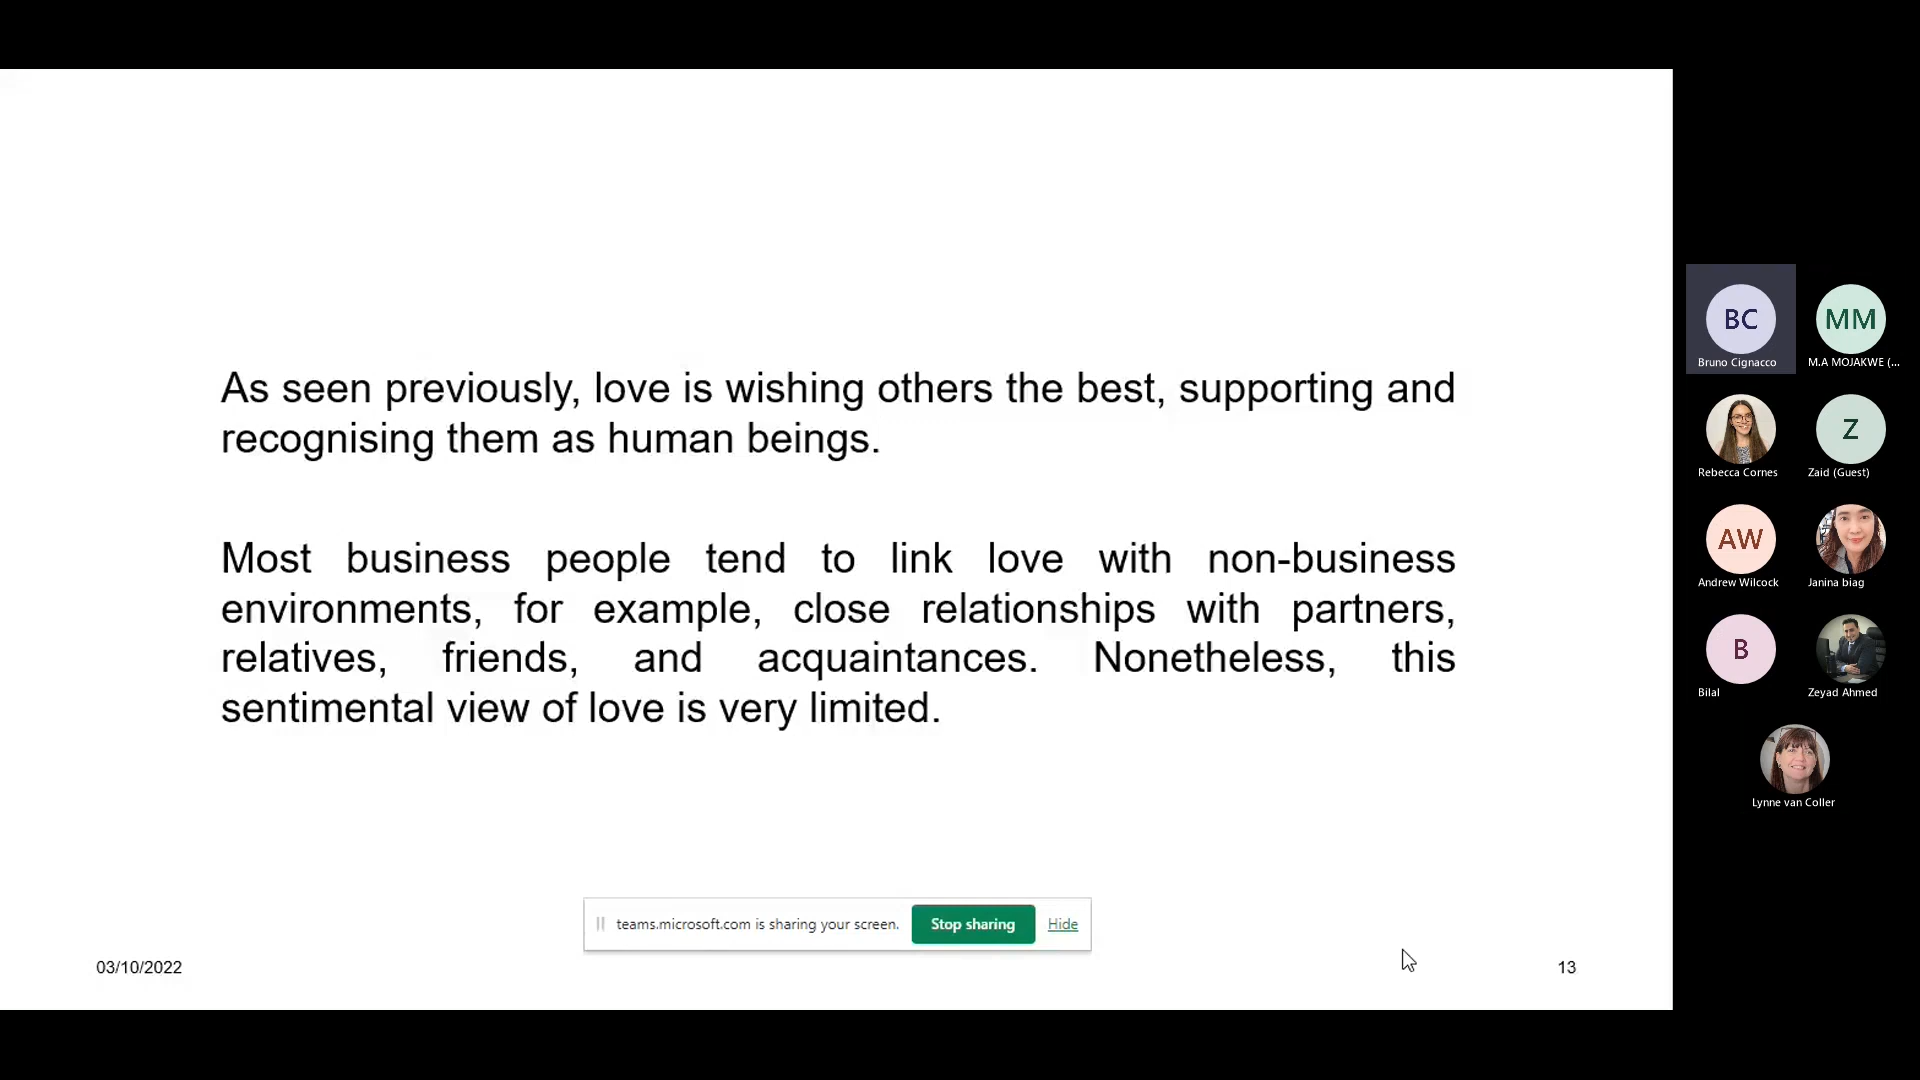 As seen previously, love is wishing others the best, supporting and
recognising them as human beings.
Most business people tend to link love with non-business
environments, for example, close relationships with partners,
relatives, friends, and acquaintances. Nonetheless, this
sentimental view of love is very limited.
teams.microsoft.com is sharing your screen. Stop sharing Hide
03/10/2022
13
BC
Bruno Cignacco
MM
M.A MOJAKWE (...
Rebecca Cornes
Z
Zaid (Guest)
AW
Andrew Wilcock
Janina biag
B
Bilal
Zeyad Ahmed
Lynne van Coller